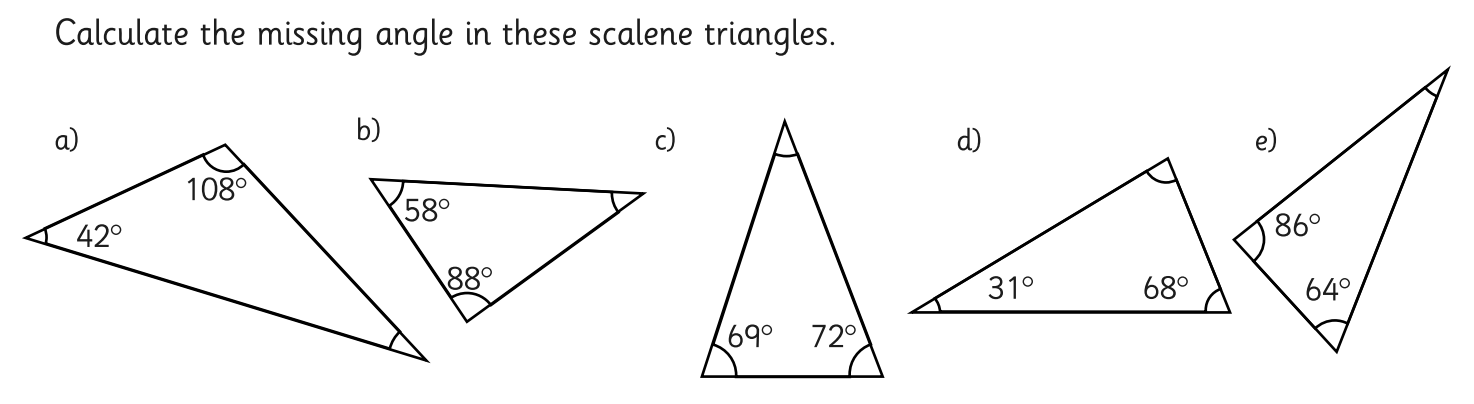 Calculate the missing angle in these scalene triangles.
a)
108°
42°
b)
58°
88°
c)
69° 72°
d)
31° 68°
e)
86°
64°